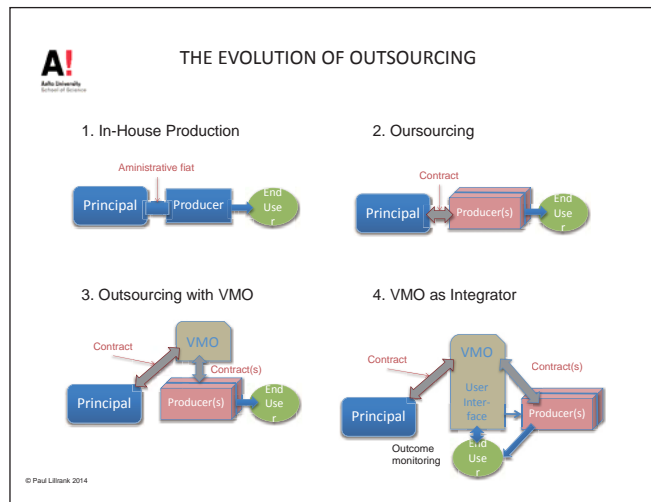 THE EVOLUTION OF OUTSOURCING
A!
Aalto University
School of Science
1. In-House Production
Aministrative fiat
Principal
Producer
End
Use
r
2. Oursourcing
Contract
Principal
Producer(s)
End
Use
r
3. Outsourcing with VMO
VMO
Contract
Contract(s)
Principal
Producer(s)
End
Use
r
4. VMO as Integrator
VMO
Contract
Contract(s)
User
Inter-
face
Principal
Producer(s)
Outcome
monitoring
End
Use
r
© Paul Lillrank 2014